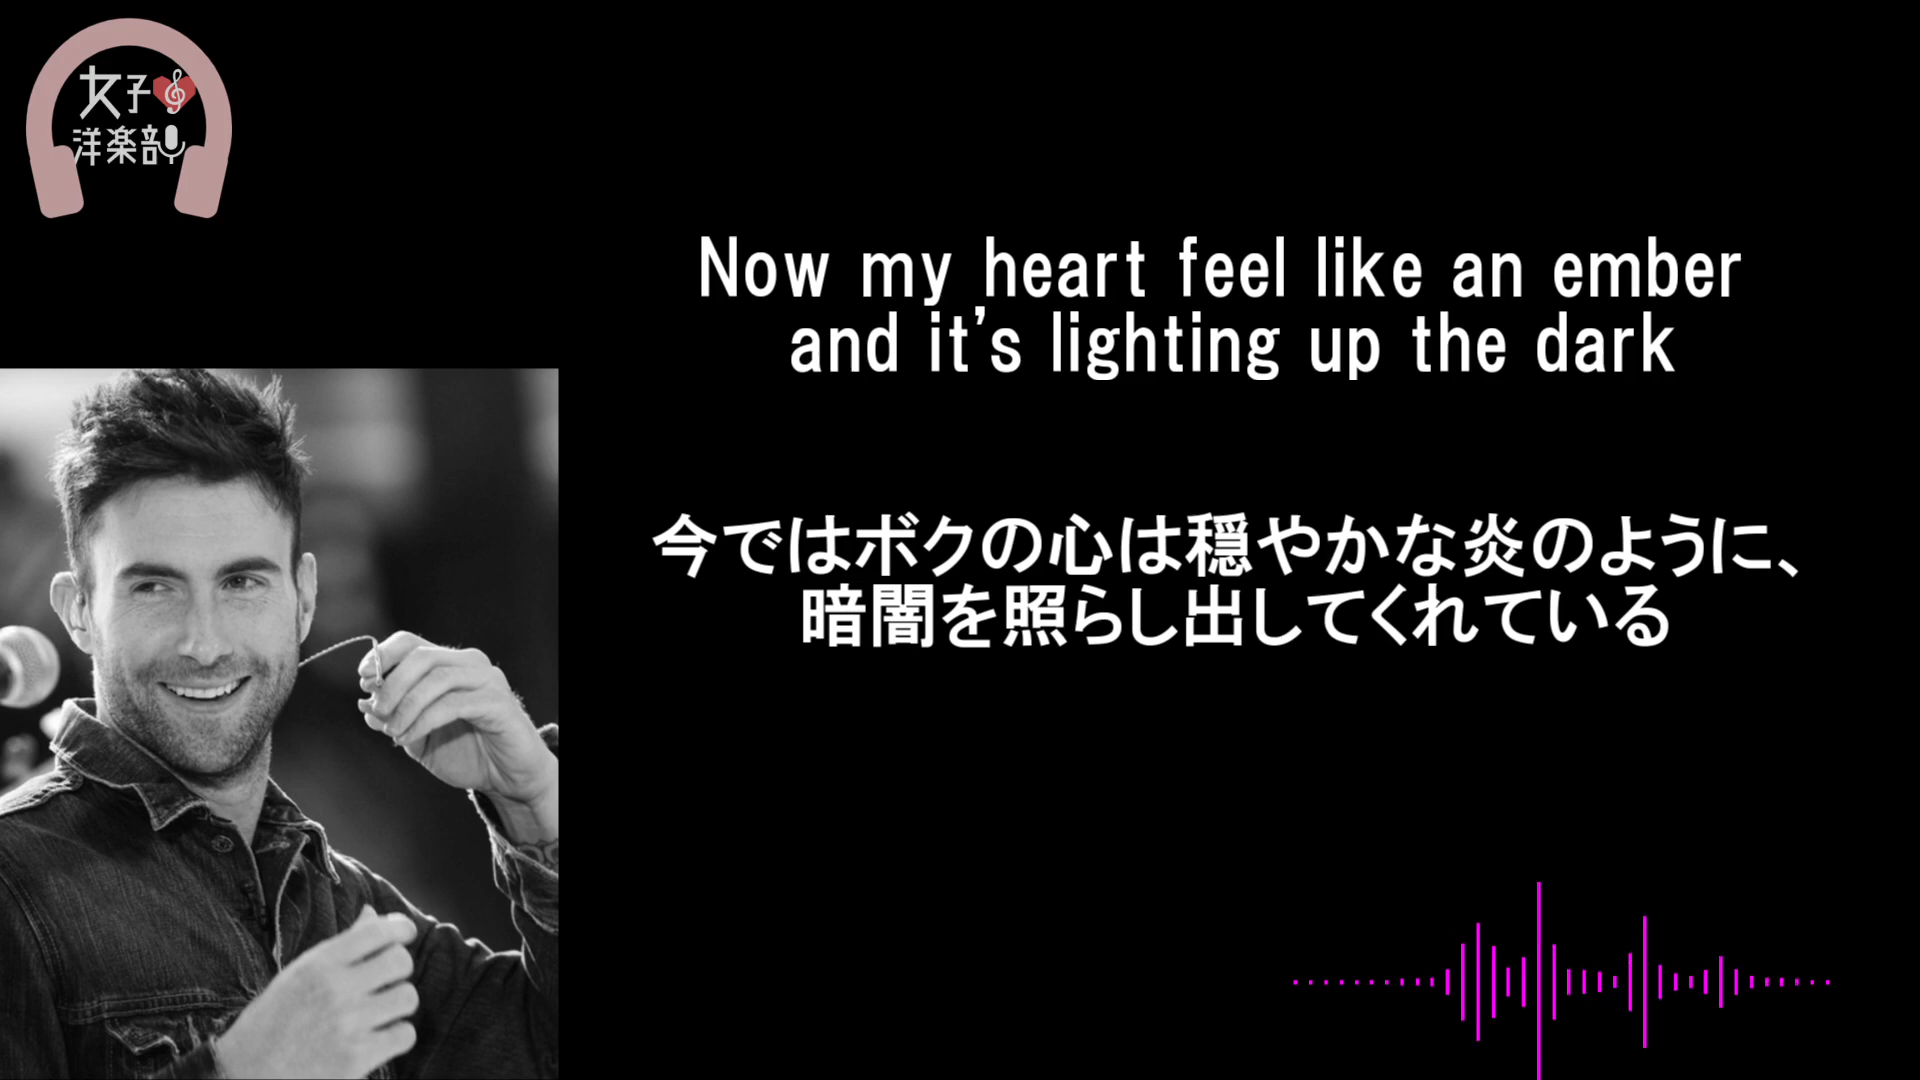 女子
洋楽部
Now my heart feel like an ember
and it's lighting up the dark
今ではボクの心は穏やかな炎のように、
暗闇を照らし出してくれている